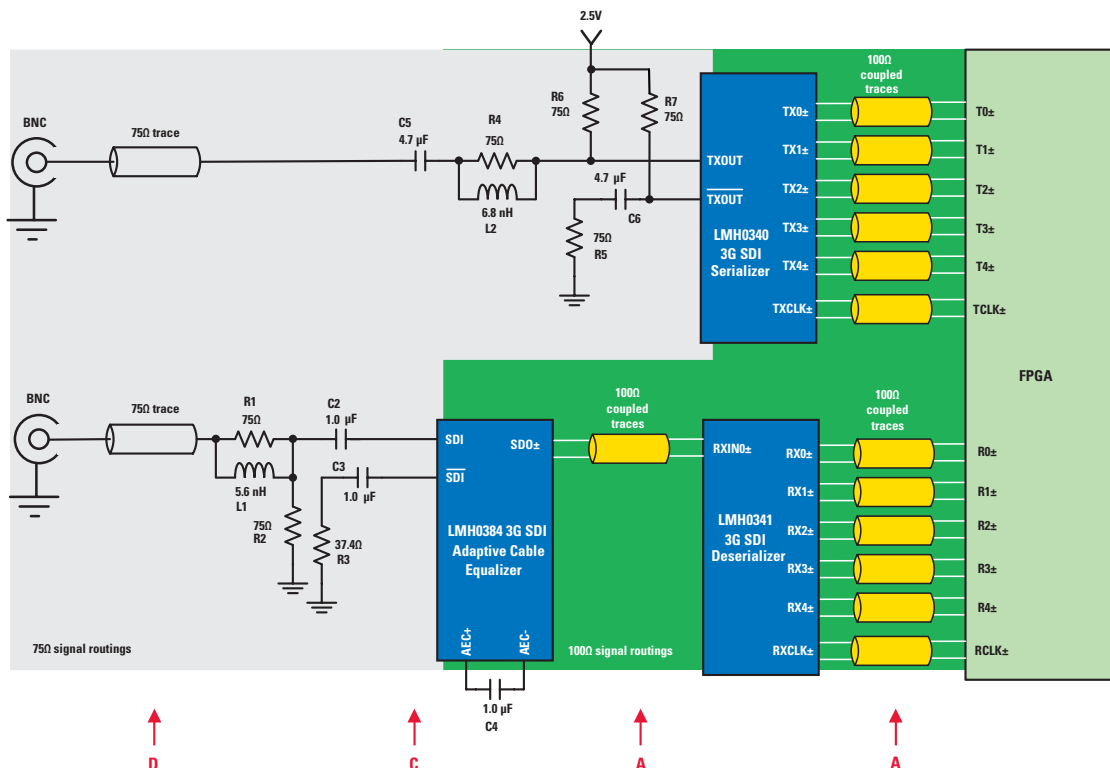 2.5V
100Ω
coupled
traces
BNC
75Ω trace
C5
4.7 µF
R4
75Ω
6.8 nH
L2
R6
75Ω
R7
75Ω
4.7 µF
C6
75Ω
R5
TXOUT
TXOUT
LMH0340
3G SDI
Serializer
TX0±
TX1±
TX2±
TX3±
TX4±
TXCLK±
T0±
T1±
T2±
T3±
T4±
TCLK±
FPGA
BNC
75Ω trace
R1
75Ω
5.6 nH
L1
C2
1.0 µF
C3
1.0 µF
75Ω
R2
37.4Ω
R3
SDI
SDI
SDO±
LMH0384 3G SDI
Adaptive Cable
Equalizer
AEC+
AEC-
1.0 µF
C4
100Ω
coupled
traces
RXIN0±
LMH0341
3G SDI
Deserializer
RX0±
RX1±
RX2±
RX3±
RX4±
RXCLK±
100Ω
coupled
traces
R0±
R1±
R2±
R3±
R4±
RCLK±
75Ω signal routings
100Ω signal routings
D
C
A
A